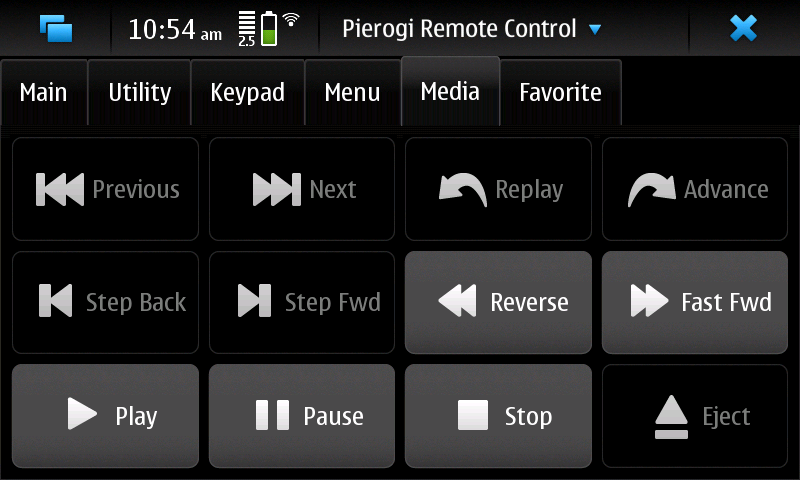 10:54 am 2.5 Pierogi Remote Control
Main Utility Keypad Menu Media Favorite
Previous Next Replay Advance
Step Back Step Fwd Reverse Fast Fwd
Play Pause Stop Eject